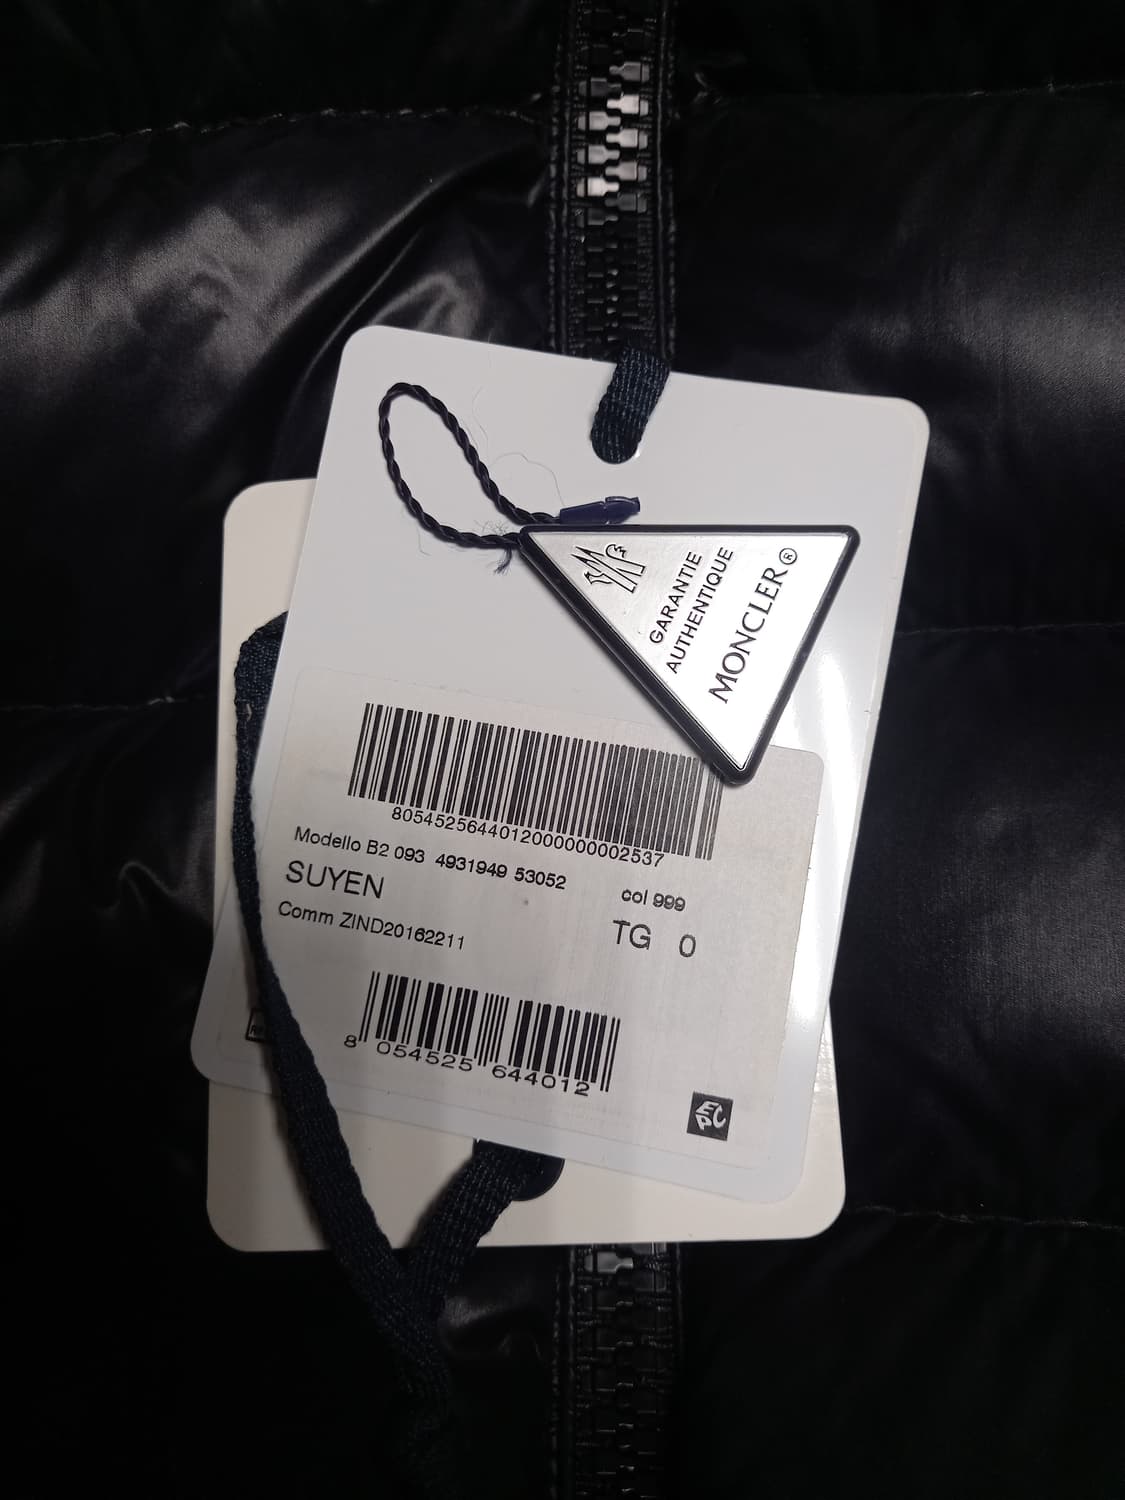 GARANTIE
AUTHENTIQUE
MONCLER®
8054525644012000000002537
Modello B2 093 4931949 53052 col 999
SUYEN
TG 0
Comm ZIND20162211
8 054525 644012
EPC